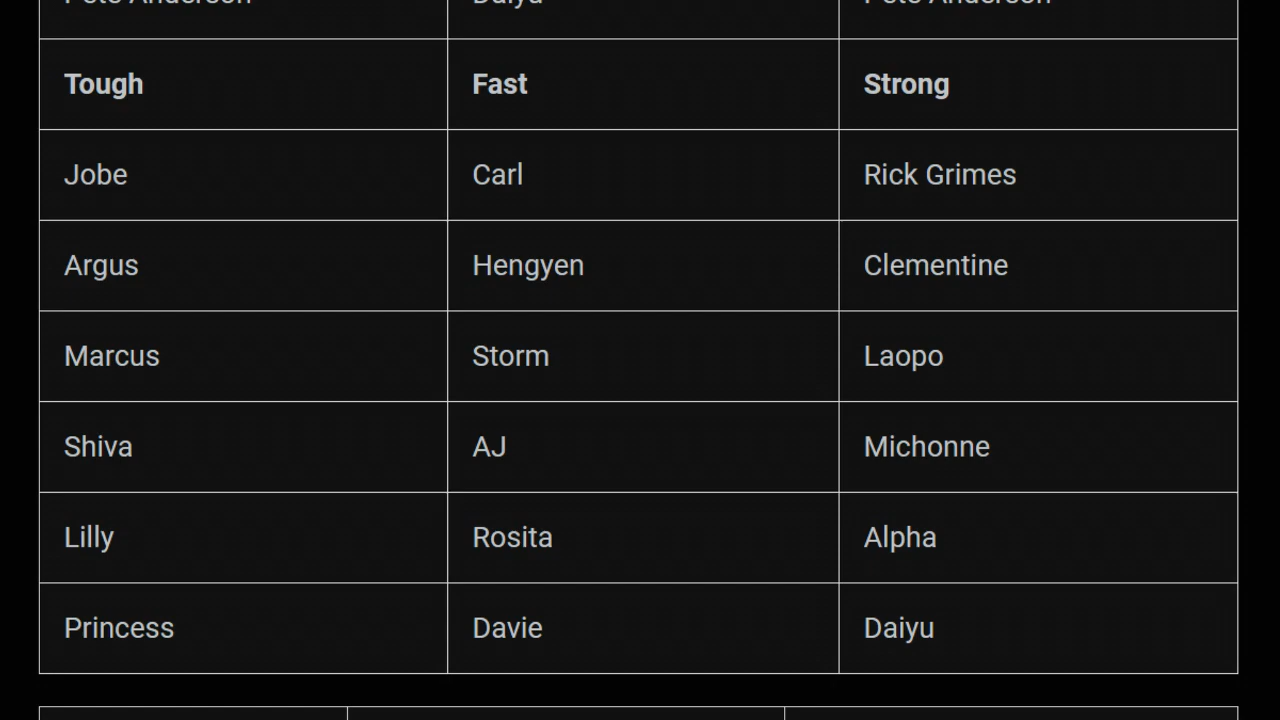 Pete Anderson Daiyu Pete Anderson
Tough Fast Strong
Jobe Carl Rick Grimes
Argus Hengyen Clementine
Marcus Storm Laopo
Shiva AJ Michonne
Lilly Rosita Alpha
Princess Davie Daiyu